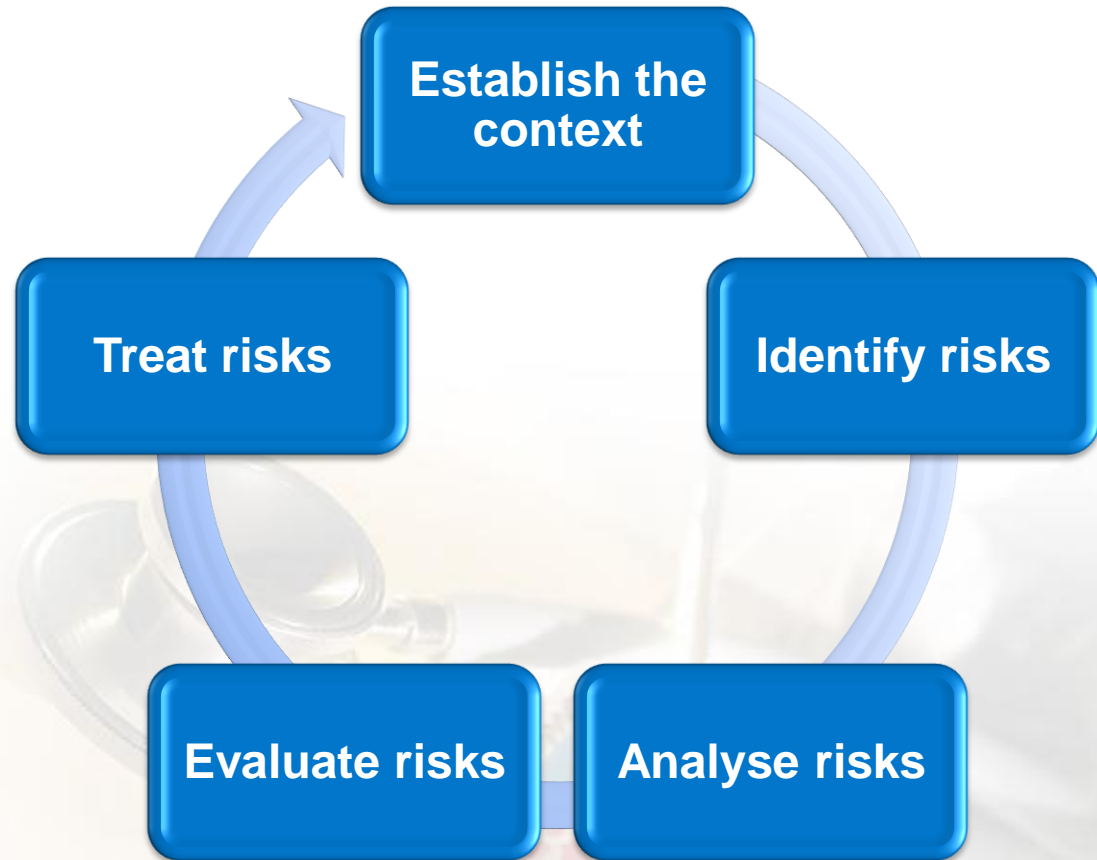 Establish the
context
Identify risks
Analyse risks
Evaluate risks
Treat risks